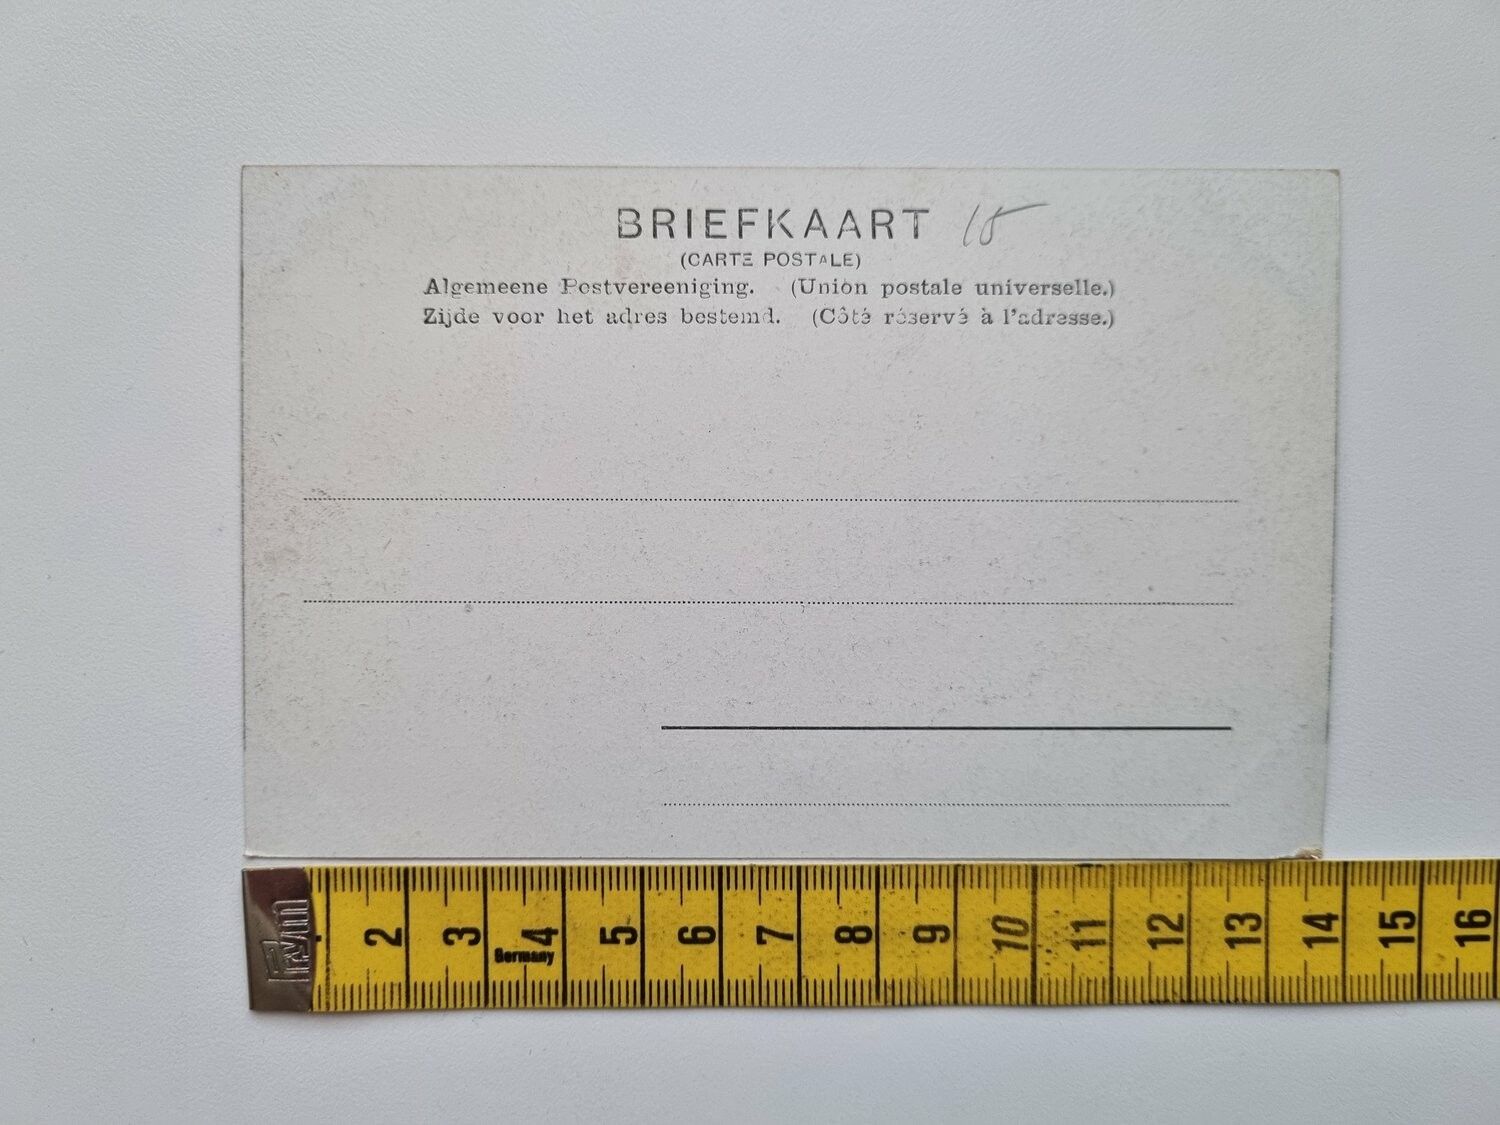 BRIEFKAART 15
(CARTE POSTALE)
Algemeene Postvereeniging. (Union postale universelle.)
Zijde voor het adres bestemd. (Côté réservé à l'adresse.)
2 3 4 5 6 7 8 9 10 11 12 13 14 15 16
Germany
Prym